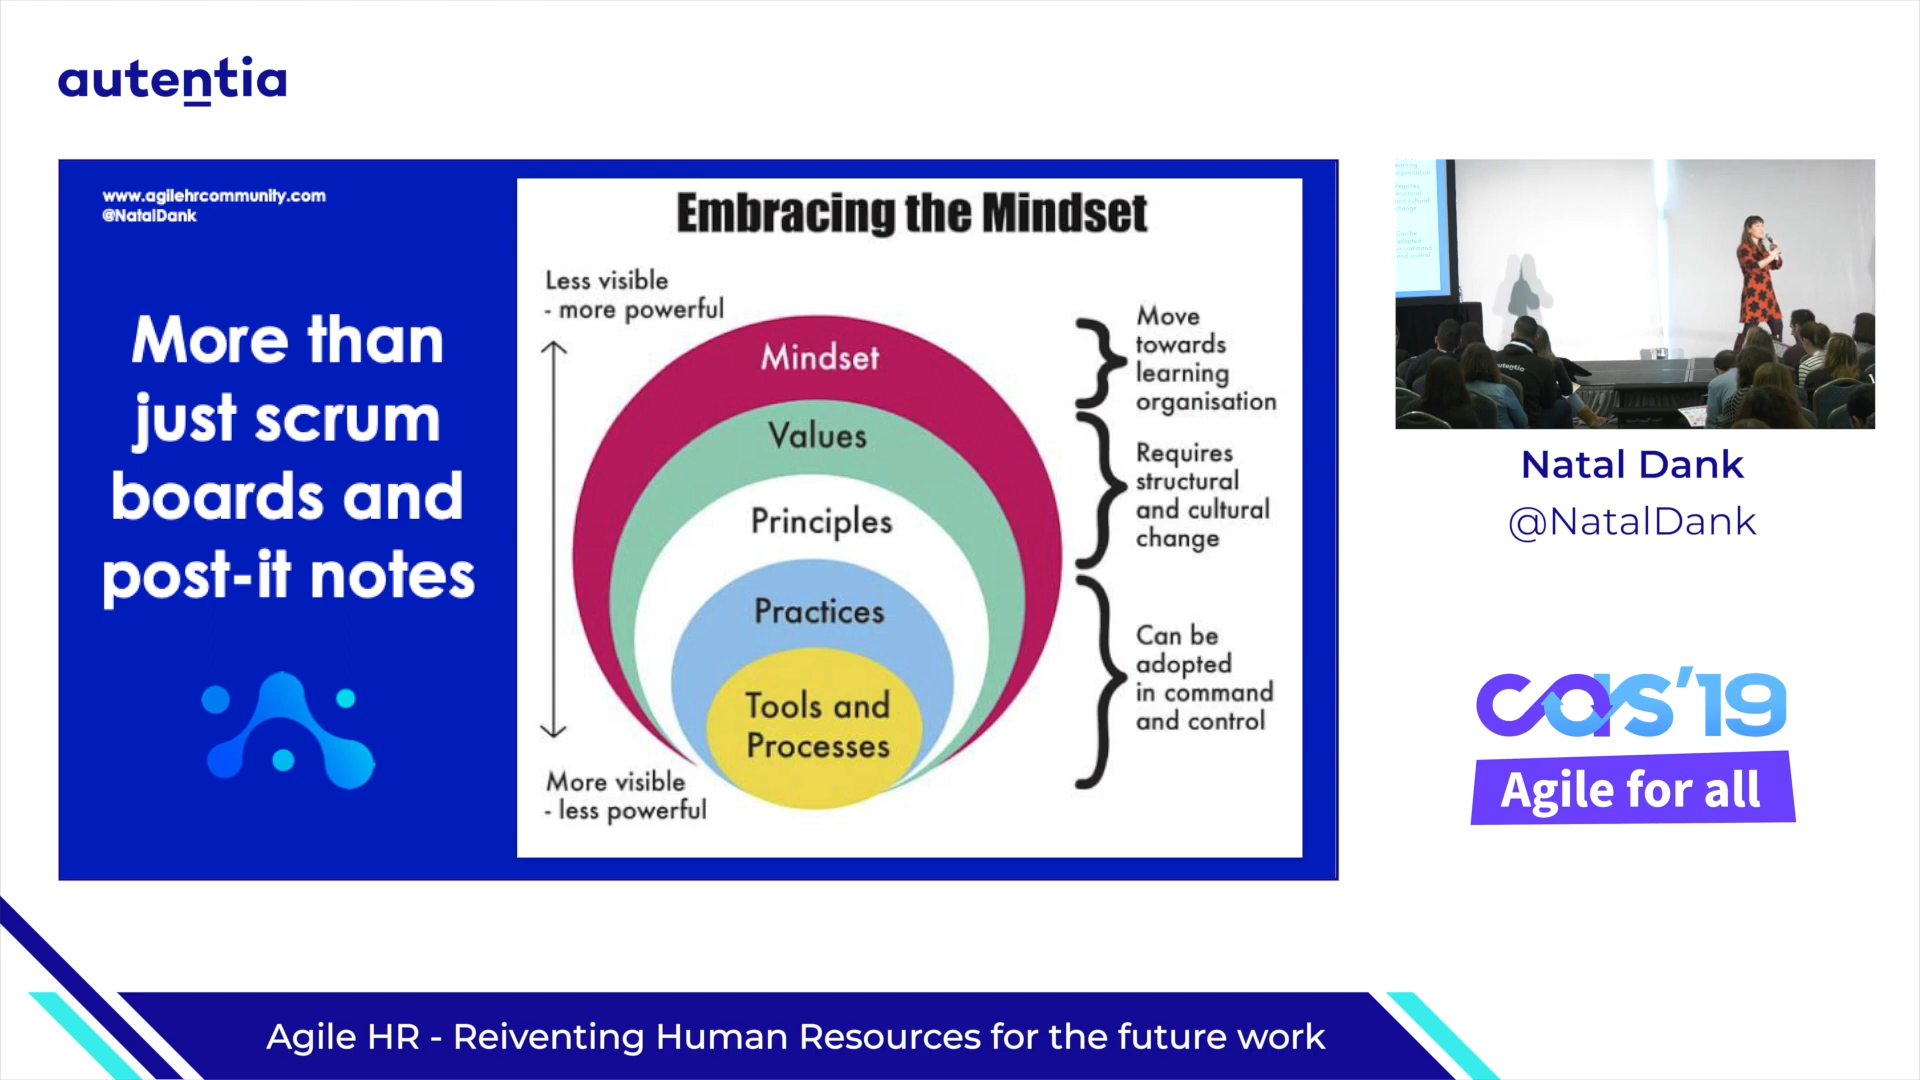 autentia
www.agilehrcommunity.com
@NatalDank
More than
just scrum
boards and
post-it notes
Embracing the Mindset
Less visible
- more powerful
Mindset
Values
Principles
Practices
Tools and
Processes
More visible
- less powerful
Move
towards
learning
organisation
Requires
structural
and cultural
change
Can be
adopted
in command
and control
Natal Dank
@NatalDank
cas'19
Agile for all
Agile HR - Reiventing Human Resources for the future work